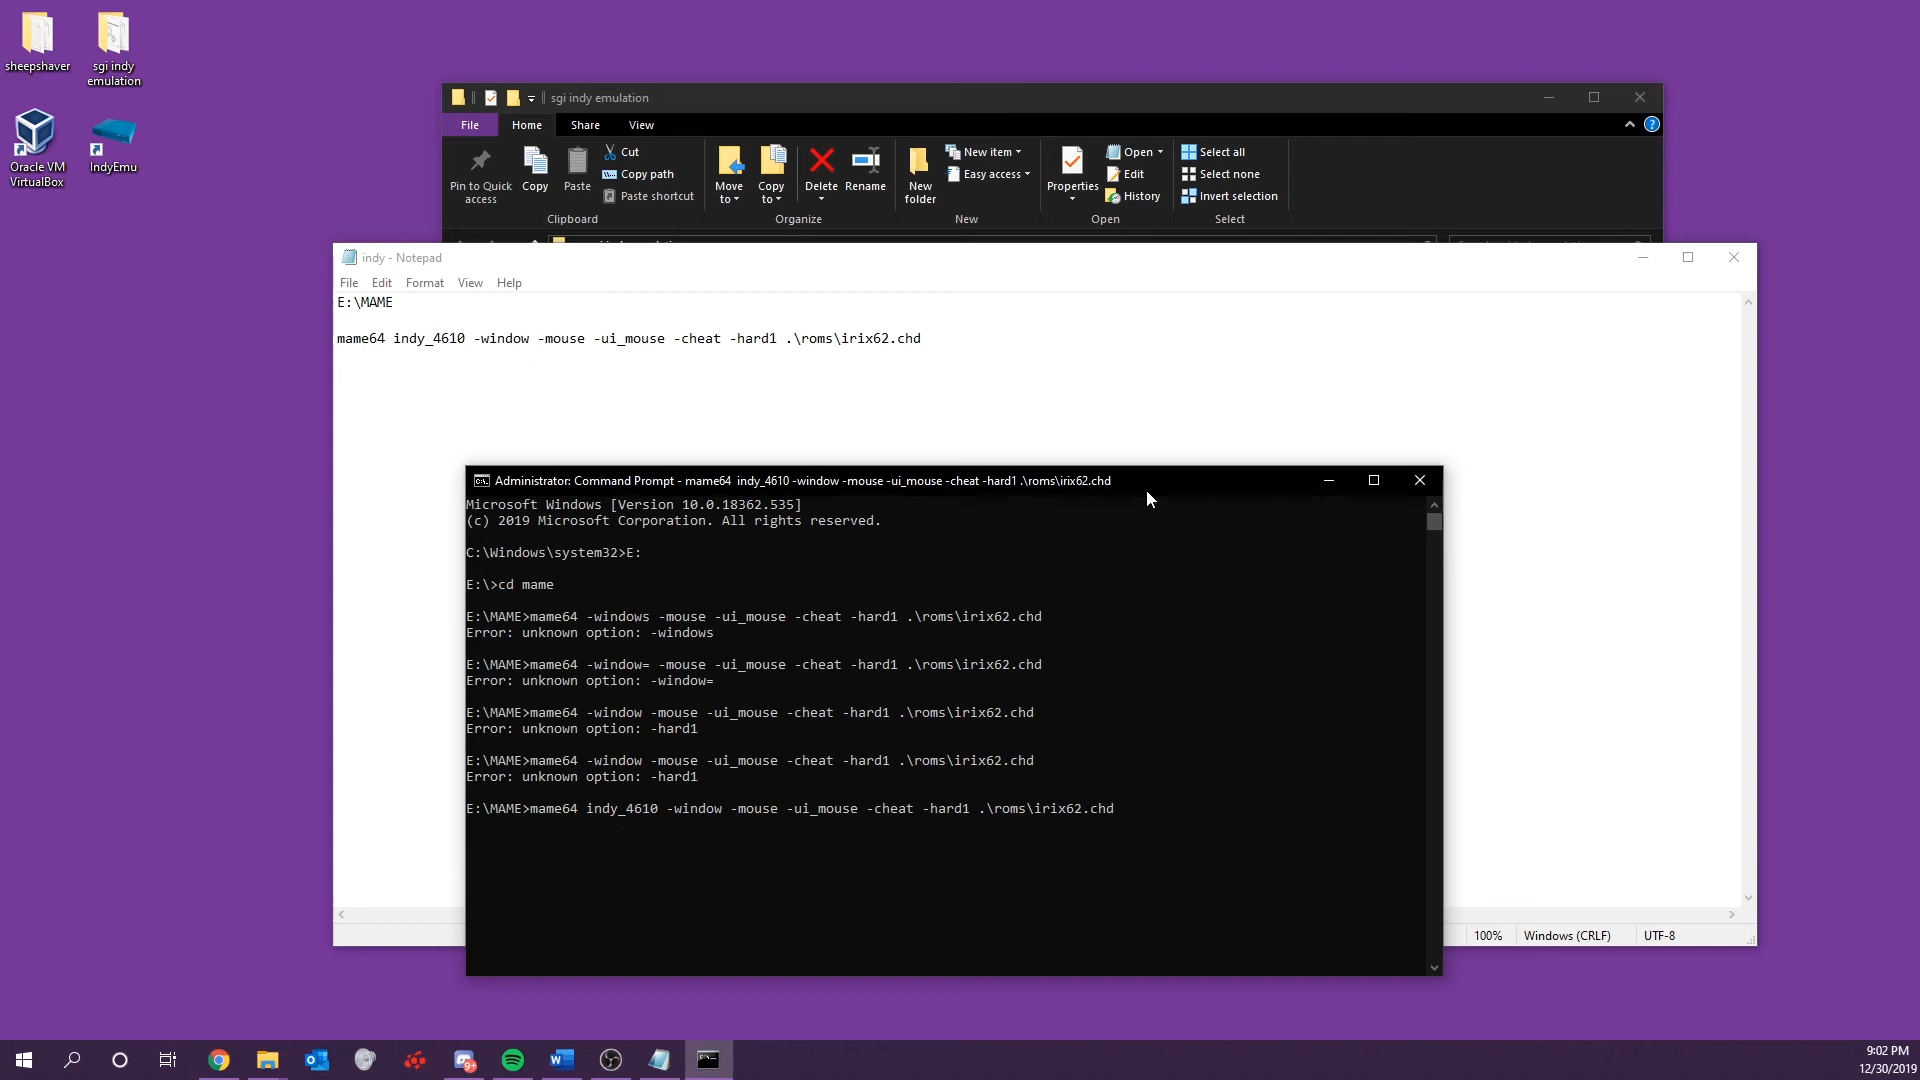 sheepshaver
sgi indy
emulation
Oracle VM
VirtualBox
IndyEmu
sgi indy emulation
File Home Share View
Pin to Quick
access
Copy
Paste
Cut
Copy path
Paste shortcut
Clipboard
Move
to
Copy
to
Delete
Rename
Organize
New
folder
New item
Easy access
New
Properties
Open
Edit
History
Open
Select all
Select none
Invert selection
Select
indy - Notepad
File Edit Format View Help
E:\MAME
mame64 indy_4610 -window -mouse -ui_mouse -cheat -hard1 .\roms\irix62.chd
Administrator: Command Prompt - mame64 indy_4610 -window -mouse -ui_mouse -cheat -hard1 .\roms\irix62.chd
Microsoft Windows [Version 10.0.18362.535]
(c) 2019 Microsoft Corporation. All rights reserved.
C:\Windows\system32>E:
E:\>cd mame
E:\MAME>mame64 -windows -mouse -ui_mouse -cheat -hard1 .\roms\irix62.chd
Error: unknown option: -windows
E:\MAME>mame64 -window= -mouse -ui_mouse -cheat -hard1 .\roms\irix62.chd
Error: unknown option: -window=
E:\MAME>mame64 -window -mouse -ui_mouse -cheat -hard1 .\roms\irix62.chd
Error: unknown option: -hard1
E:\MAME>mame64 -window -mouse -ui_mouse -cheat -hard1 .\roms\irix62.chd
Error: unknown option: -hard1
E:\MAME>mame64 indy_4610 -window -mouse -ui_mouse -cheat -hard1 .\roms\irix62.chd
100% Windows (CRLF) UTF-8
9+
9:02 PM
12/30/2019